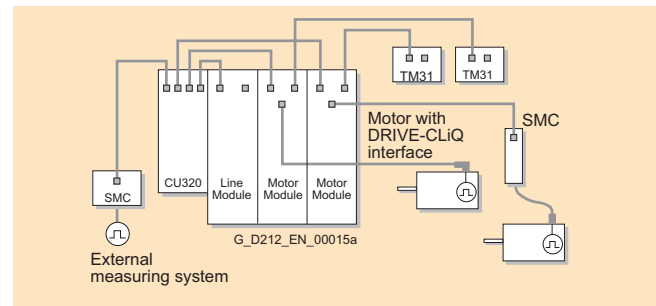 TM31
TM31
Motor with
DRIVE-CLiQ
interface
SMC
CU320
Line
Module
Motor
Module
Motor
Module
SMC
G_D212_EN_00015a
External
measuring system